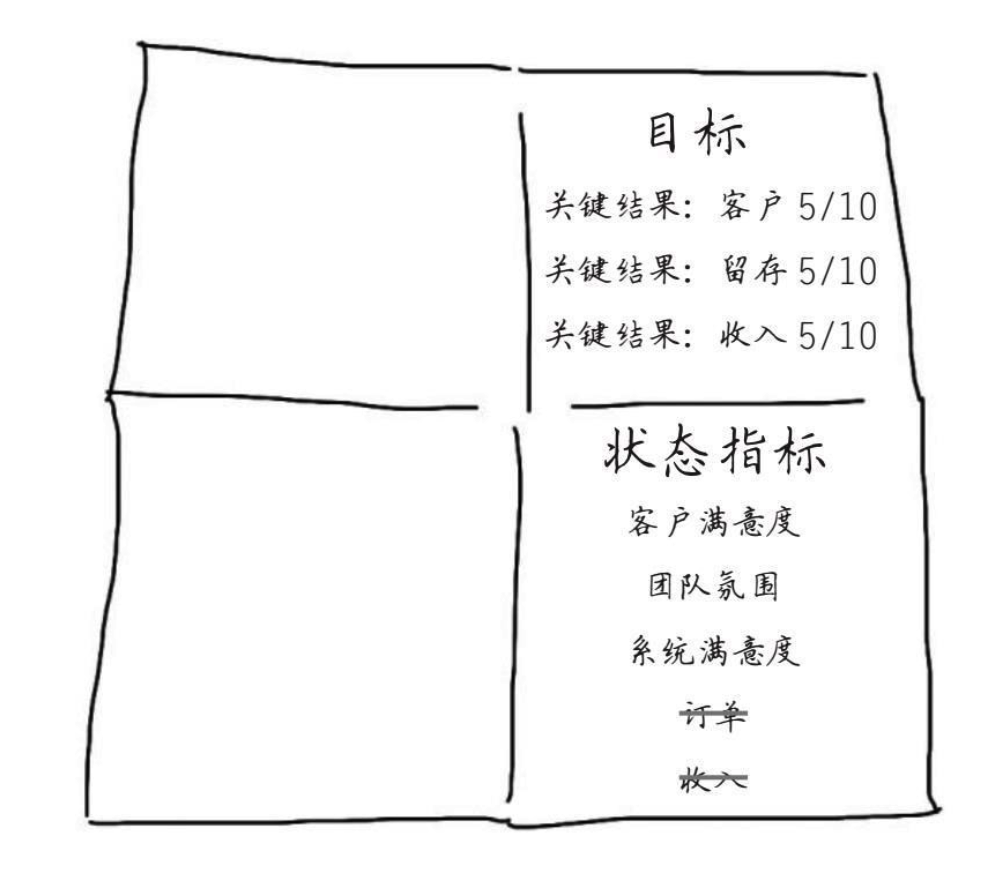 目标
关键结果：客户 5/10
关键结果：留存 5/10
关键结果：收入 5/10
状态指标
客户满意度
团队氛围
系统满意度
订单
收入